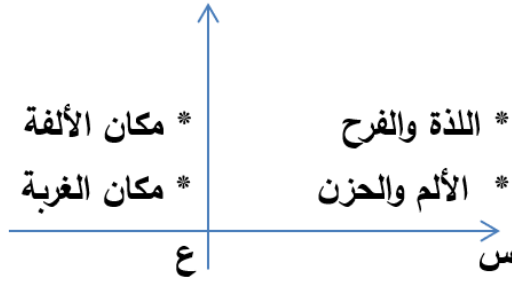 * اللذة والفرح
* مكان الألفة
* الألم والحزن
* مكان الغربة
س
ع